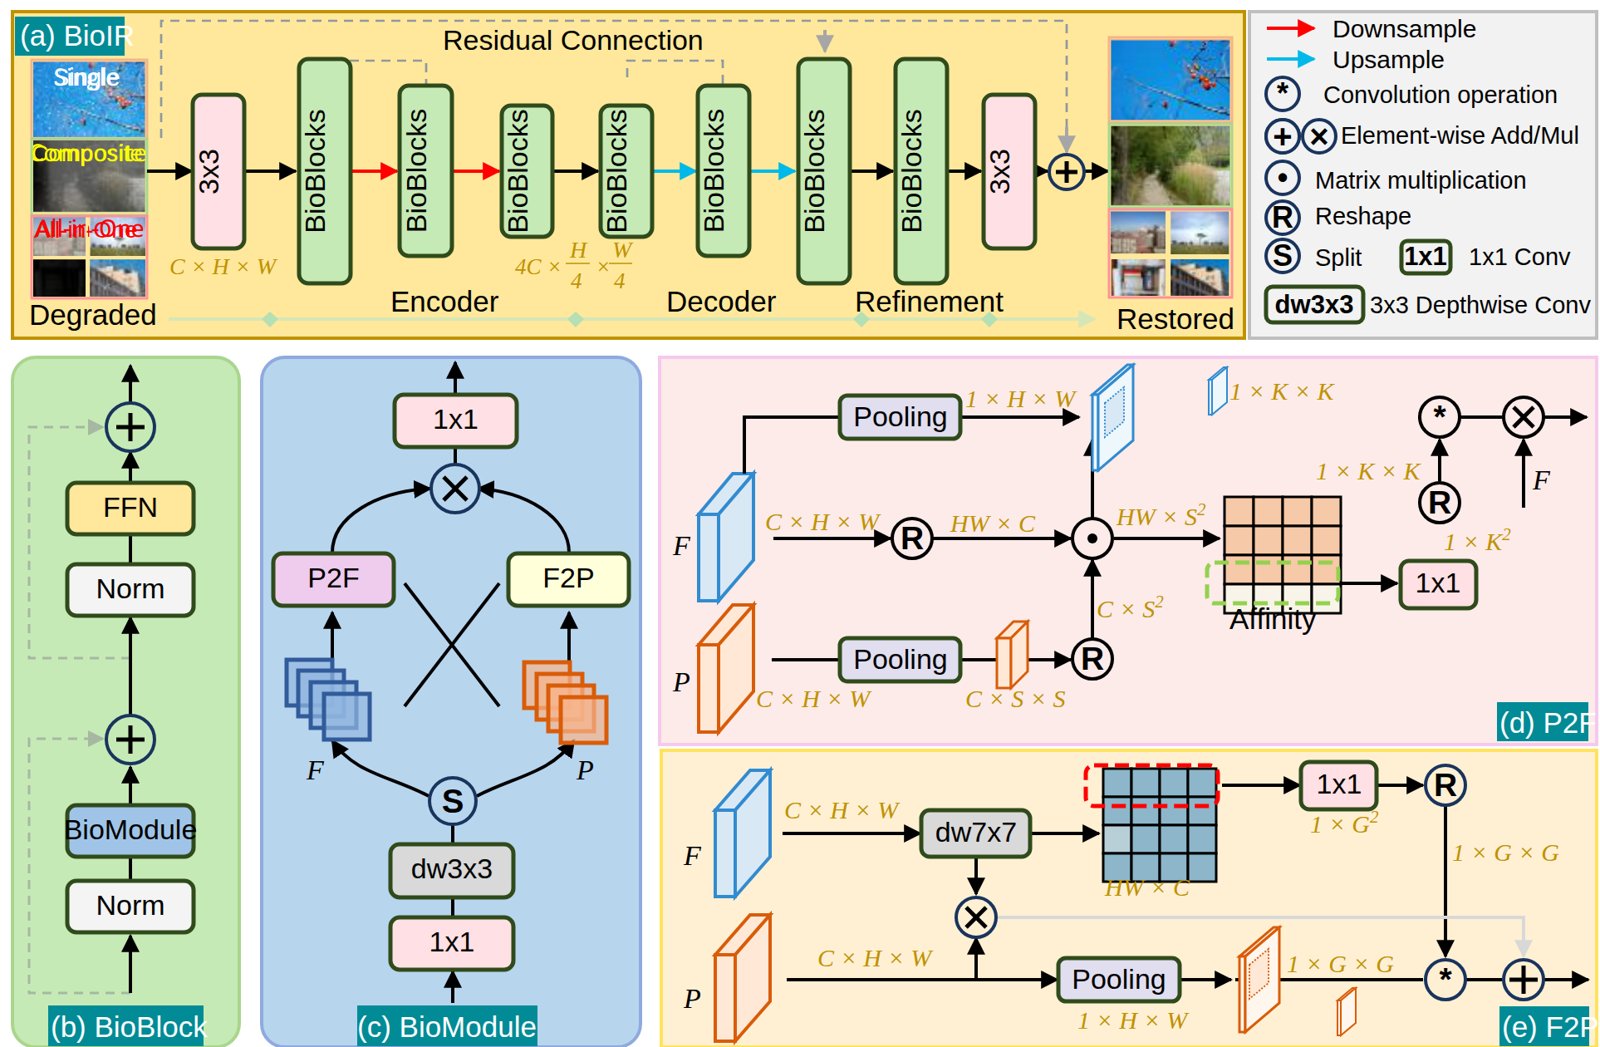 (a) BioIR
Residual Connection
Single
Composite
All-in-One
Degraded
3x3
C × H × W
BioBlocks
BioBlocks
BioBlocks
4C × H/4 × W/4
BioBlocks
BioBlocks
BioBlocks
BioBlocks
3x3
Encoder
Decoder
Refinement
Restored
Downsample
Upsample
* Convolution operation
+ × Element-wise Add/Mul
• Matrix multiplication
R Reshape
S Split
1x1 1x1 Conv
dw3x3 3x3 Depthwise Conv
+
FFN
Norm
+
BioModule
Norm
(b) BioBlock
1x1
×
P2F
F2P
F
P
S
dw3x3
1x1
(c) BioModule
Pooling
1 × H × W
1 × K × K
*
×
1 × K × K
F
R
F
C × H × W
R
HW × C
•
HW × S²
1 × K²
1x1
C × S²
Affinity
P
C × H × W
Pooling
C × S × S
R
(d) P2F
F
C × H × W
dw7x7
HW × C
1x1
1 × G²
R
1 × G × G
×
P
C × H × W
Pooling
1 × H × W
1 × G × G
*
+
(e) F2P